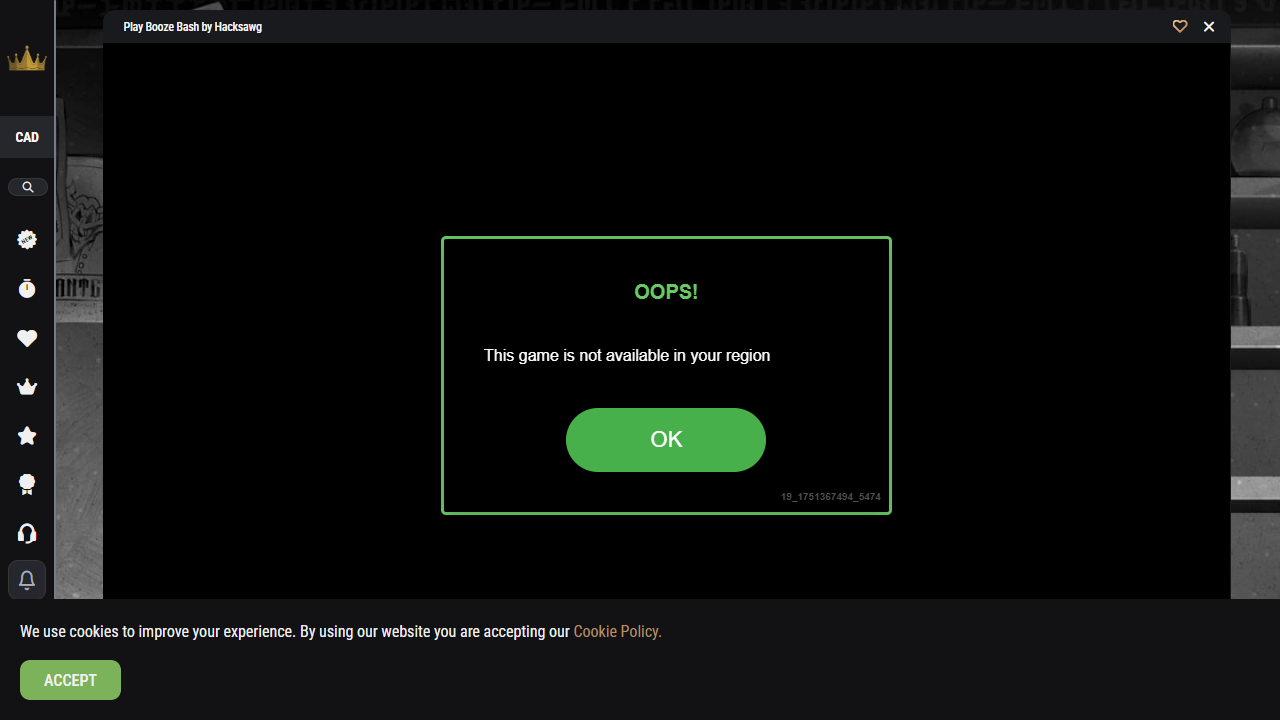 Play Booze Bash by Hacksawg
CAD
NEW
OOPS!
This game is not available in your region
OK
19_1751367494_5474
We use cookies to improve your experience. By using our website you are accepting our Cookie Policy.
ACCEPT